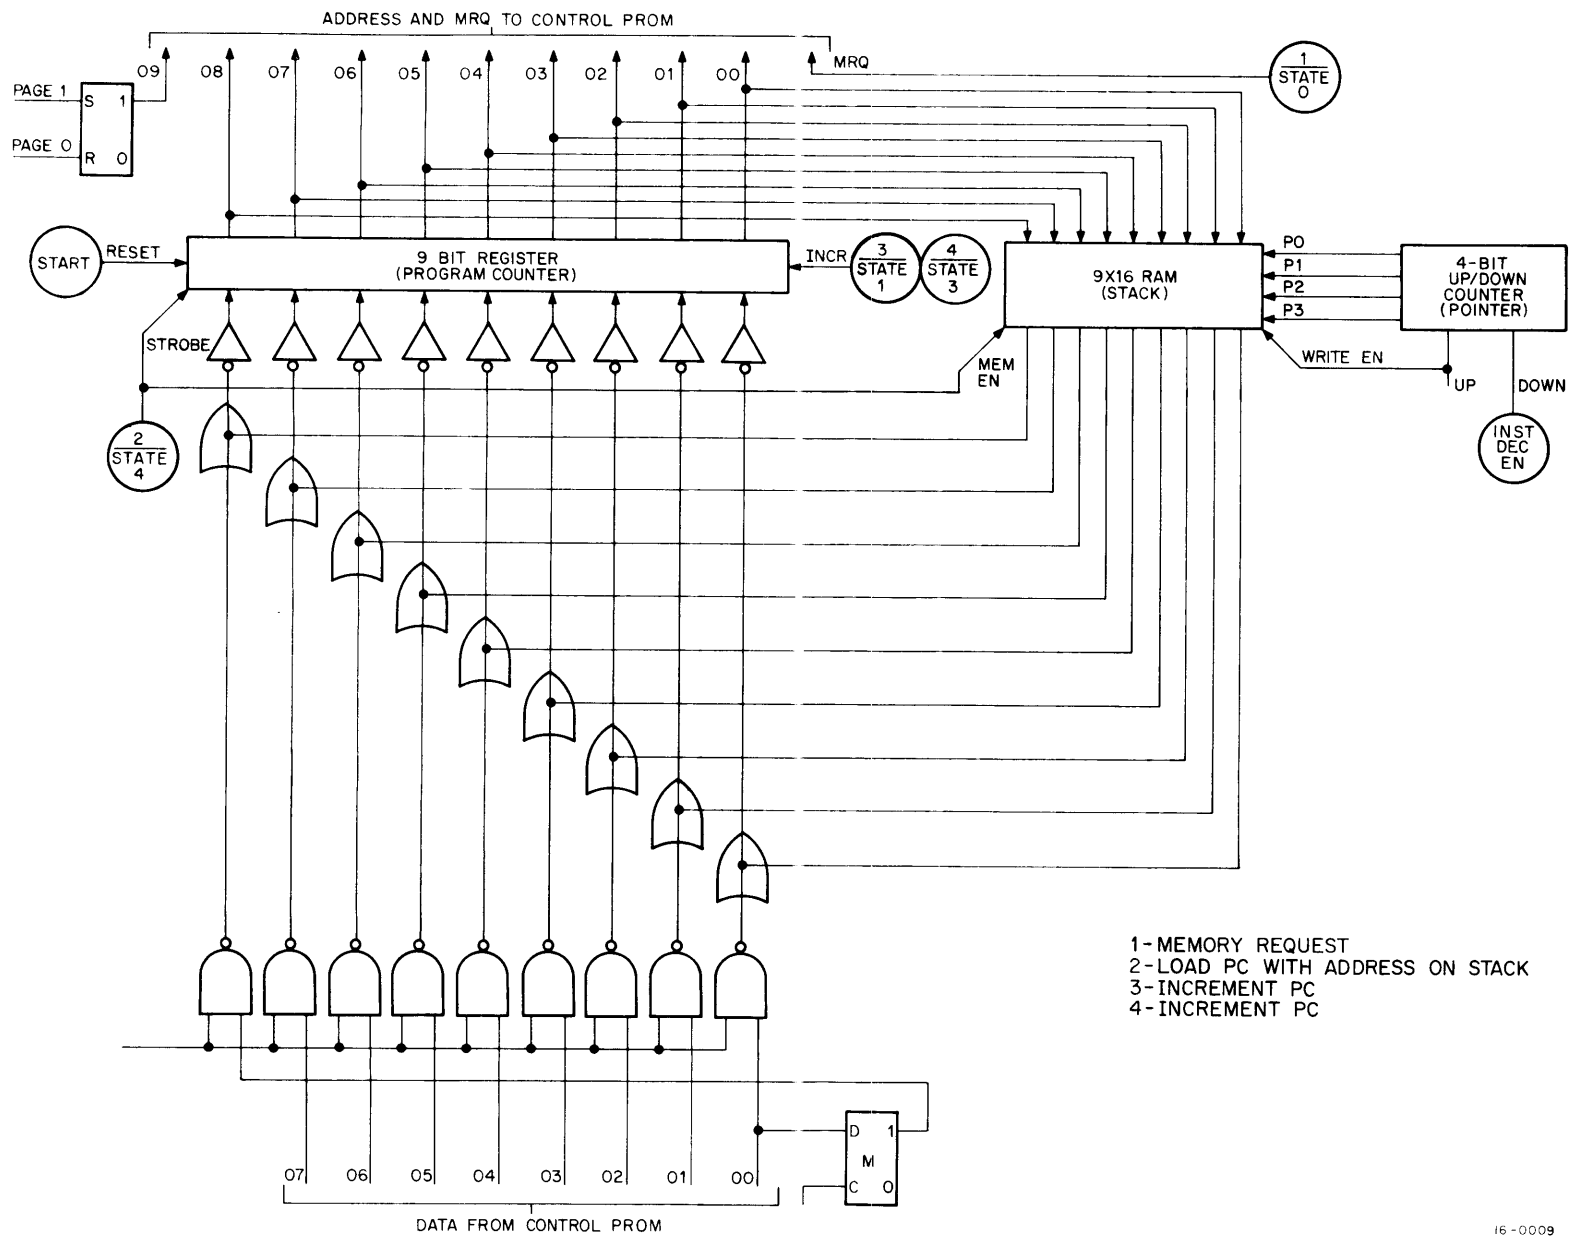 ADDRESS AND MRQ TO CONTROL PROM
09 08 07 06 05 04 03 02 01 00 MRQ
1
STATE
0
PAGE 1
S 1
PAGE 0
R 0
START
RESET
9 BIT REGISTER
(PROGRAM COUNTER)
INCR
3
STATE
1
4
STATE
3
9X16 RAM
(STACK)
P0
P1
P2
P3
4-BIT
UP/DOWN
COUNTER
(POINTER)
STROBE
MEM
EN
WRITE EN
UP
DOWN
2
STATE
4
INST
DEC
EN
1-MEMORY REQUEST
2-LOAD PC WITH ADDRESS ON STACK
3-INCREMENT PC
4-INCREMENT PC
D 1
M
C 0
07 06 05 04 03 02 01 00
DATA FROM CONTROL PROM
16-0009